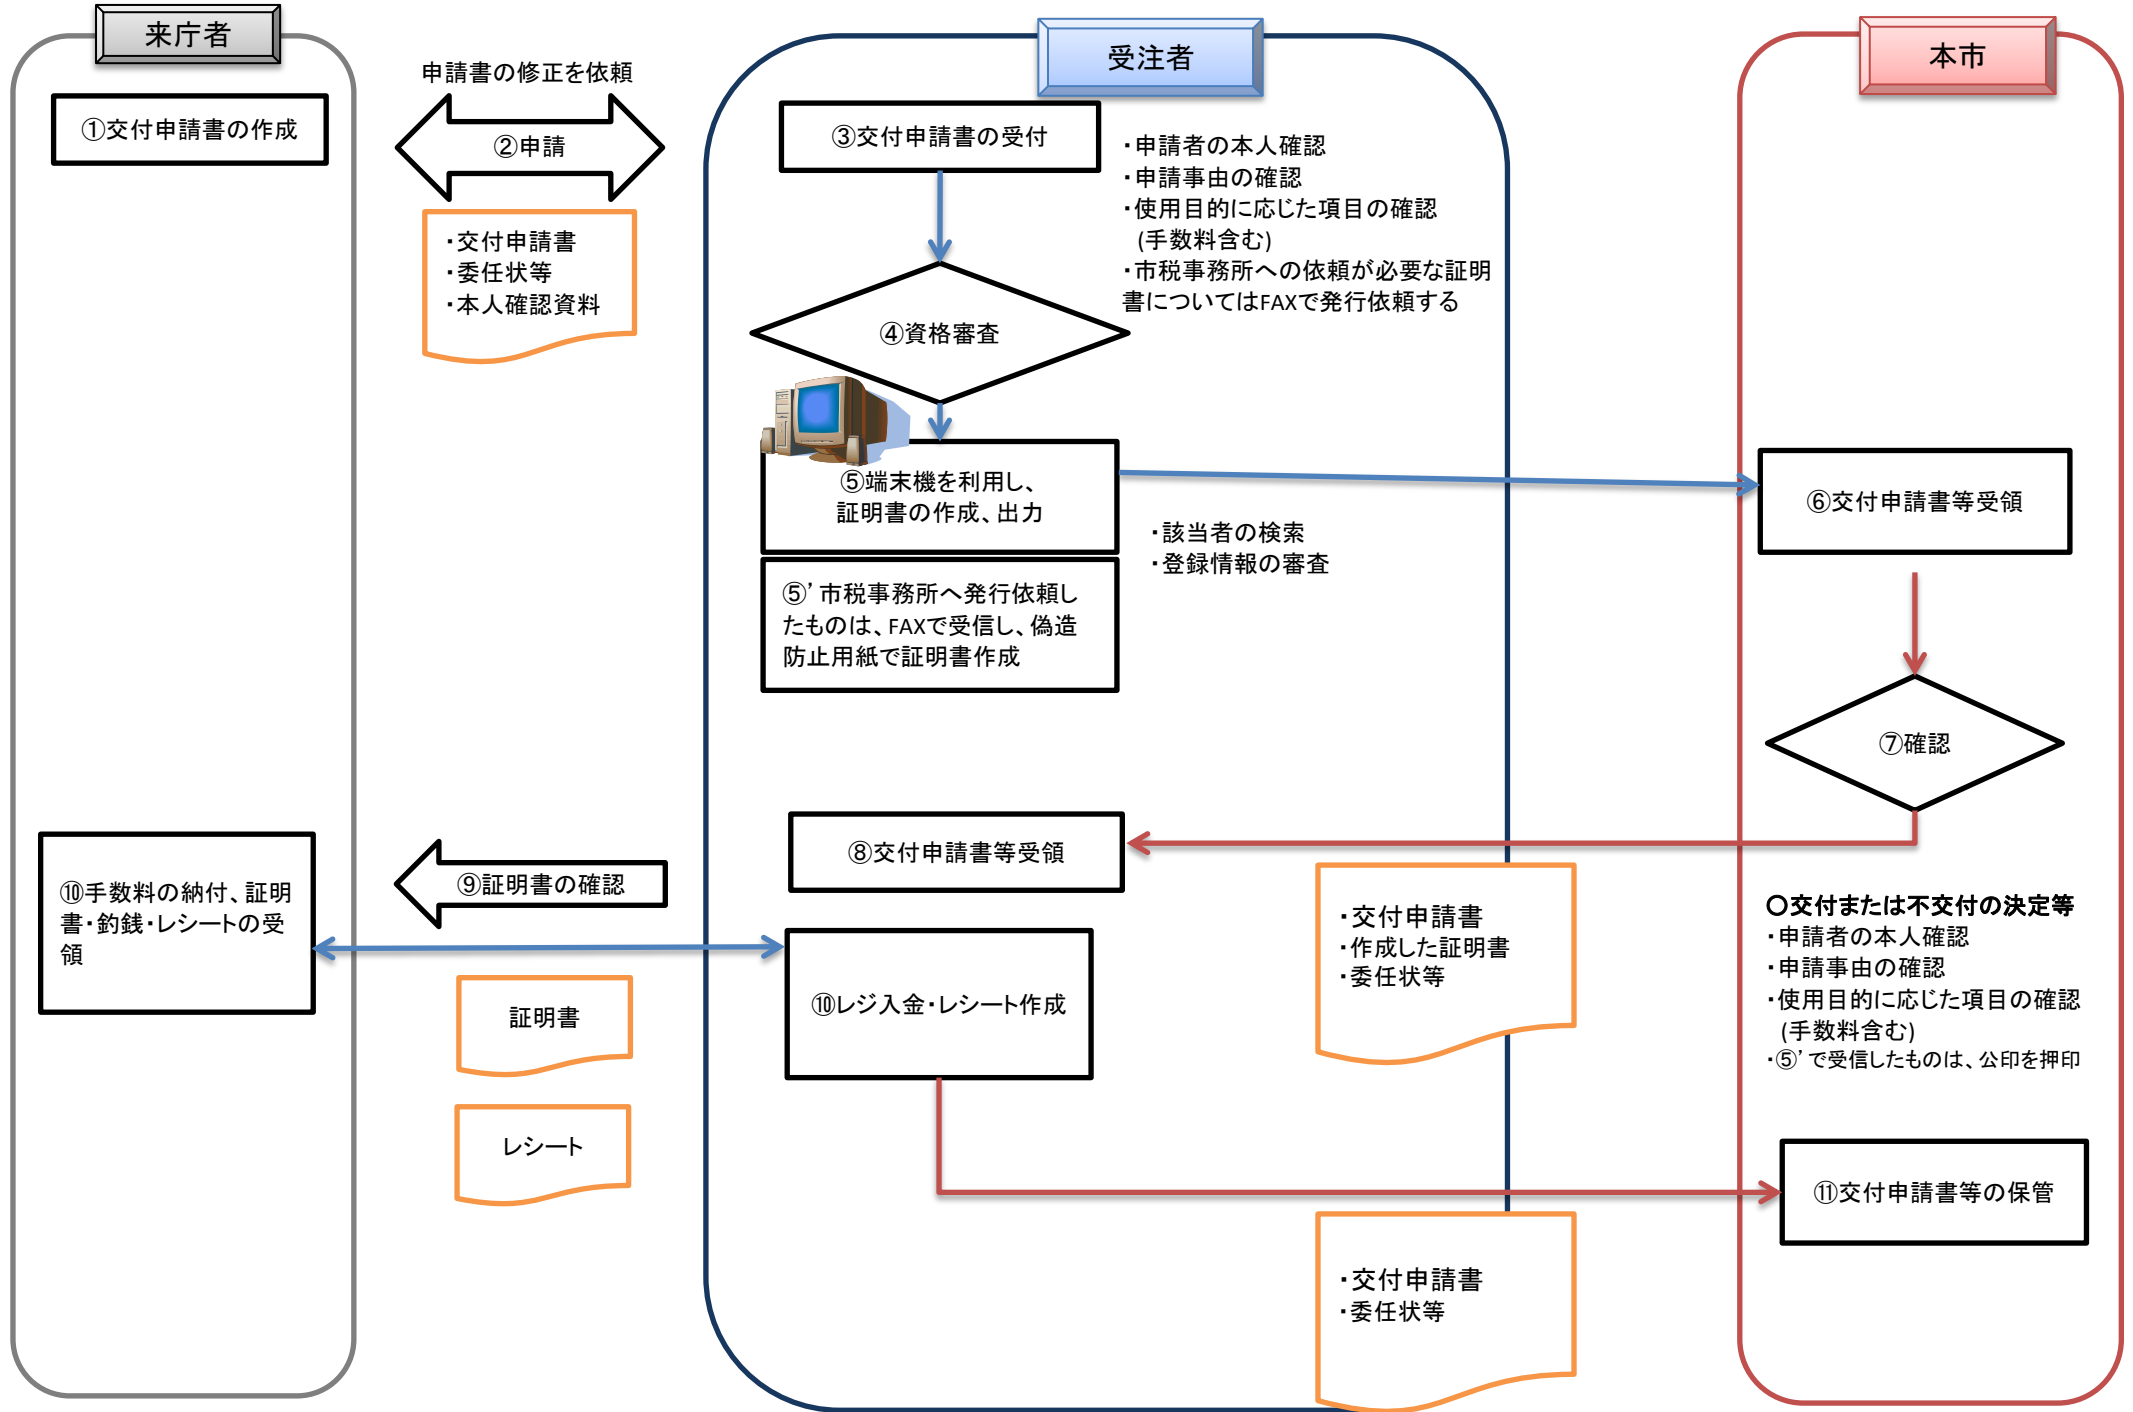 来庁者
受注者
本市
①交付申請書の作成
申請書の修正を依頼
②申請
・交付申請書
・委任状等
・本人確認資料
③交付申請書の受付
・申請者の本人確認
・申請事由の確認
・使用目的に応じた項目の確認
(手数料含む)
・市税事務所への依頼が必要な証明
書についてはFAXで発行依頼する
④資格審査
⑤端末機を利用し、
証明書の作成、出力
・該当者の検索
・登録情報の審査
⑤’市税事務所へ発行依頼し
たものは、FAXで受信し、偽造
防止用紙で証明書作成
⑥交付申請書等受領
⑦確認
⑧交付申請書等受領
⑨証明書の確認
⑩手数料の納付、証明
書・釣銭・レシートの受
領
⑩レジ入金・レシート作成
証明書
レシート
・交付申請書
・作成した証明書
・委任状等
〇交付または不交付の決定等
・申請者の本人確認
・申請事由の確認
・使用目的に応じた項目の確認
(手数料含む)
・⑤’で受信したものは、公印を押印
⑪交付申請書等の保管
・交付申請書
・委任状等